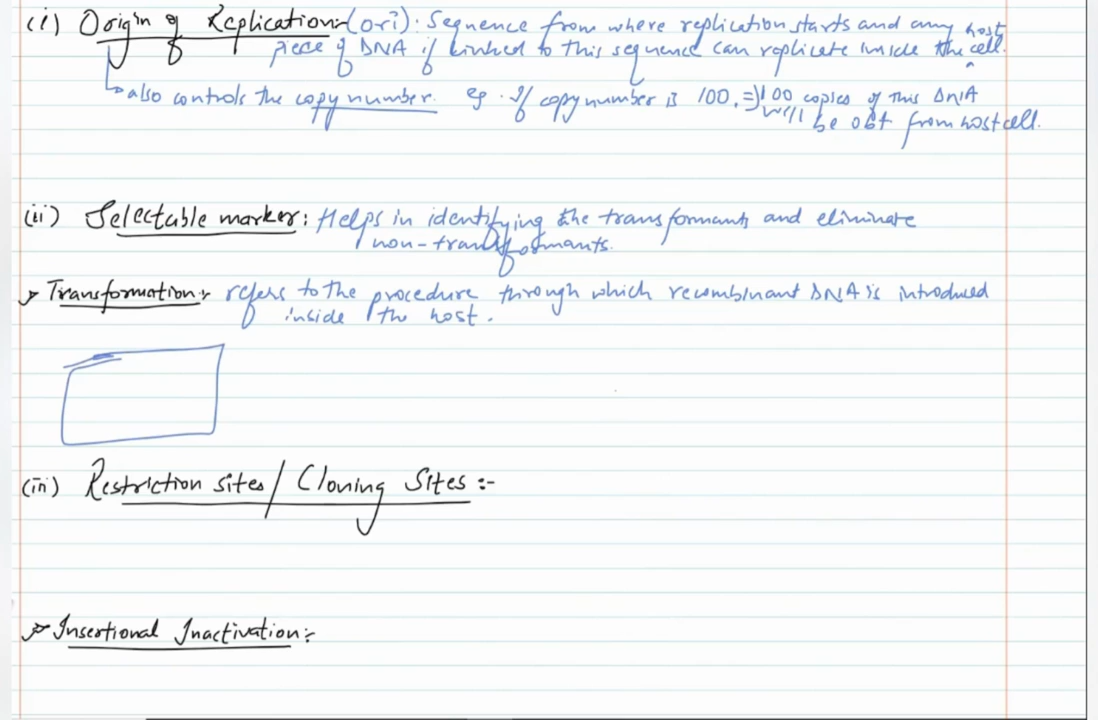 (i) Origin of Replication:- (ori): Sequence from where replication starts and any
piece of DNA if linked to this sequence can replicate inside the host cell.
also controls the copy number. eg. If copy number is 100, => 100 copies of this DNA
will be obt from host cell.
(ii) Selectable marker: Helps in identifying the transformants and eliminate
non-transformants.
Transformation:- refers to the procedure through which recombinant DNA is introduced
inside the host.
(iii) Restriction sites / Cloning Sites :-
Insertional Inactivation:-